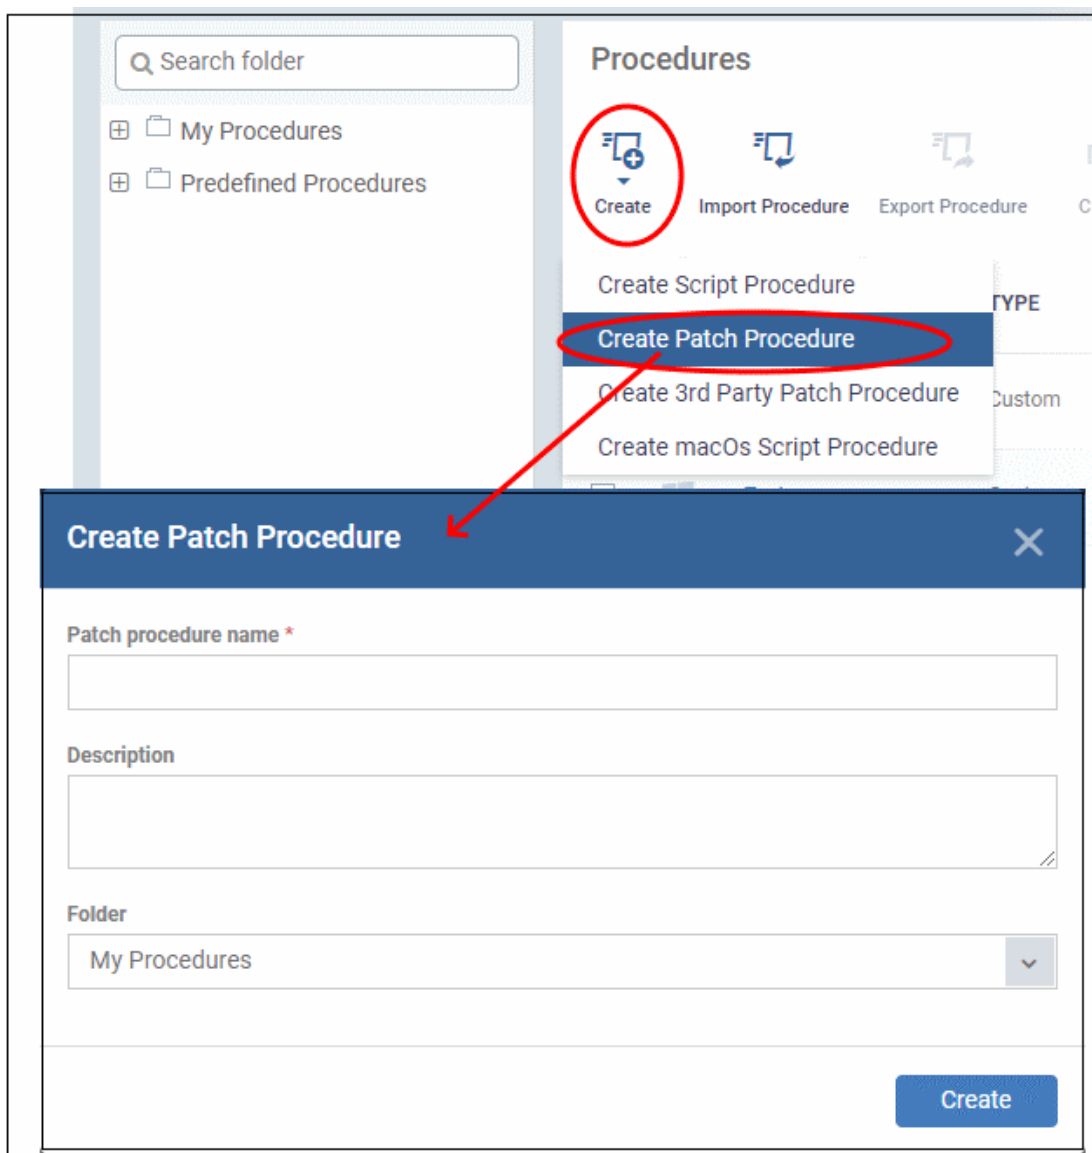 Search folder
My Procedures
Predefined Procedures
Procedures
Create
Import Procedure
Export Procedure
Create Script Procedure
TYPE
Create Patch Procedure
Create 3rd Party Patch Procedure
Custom
Create macOs Script Procedure
Create Patch Procedure
Patch procedure name *
Description
Folder
My Procedures
Create